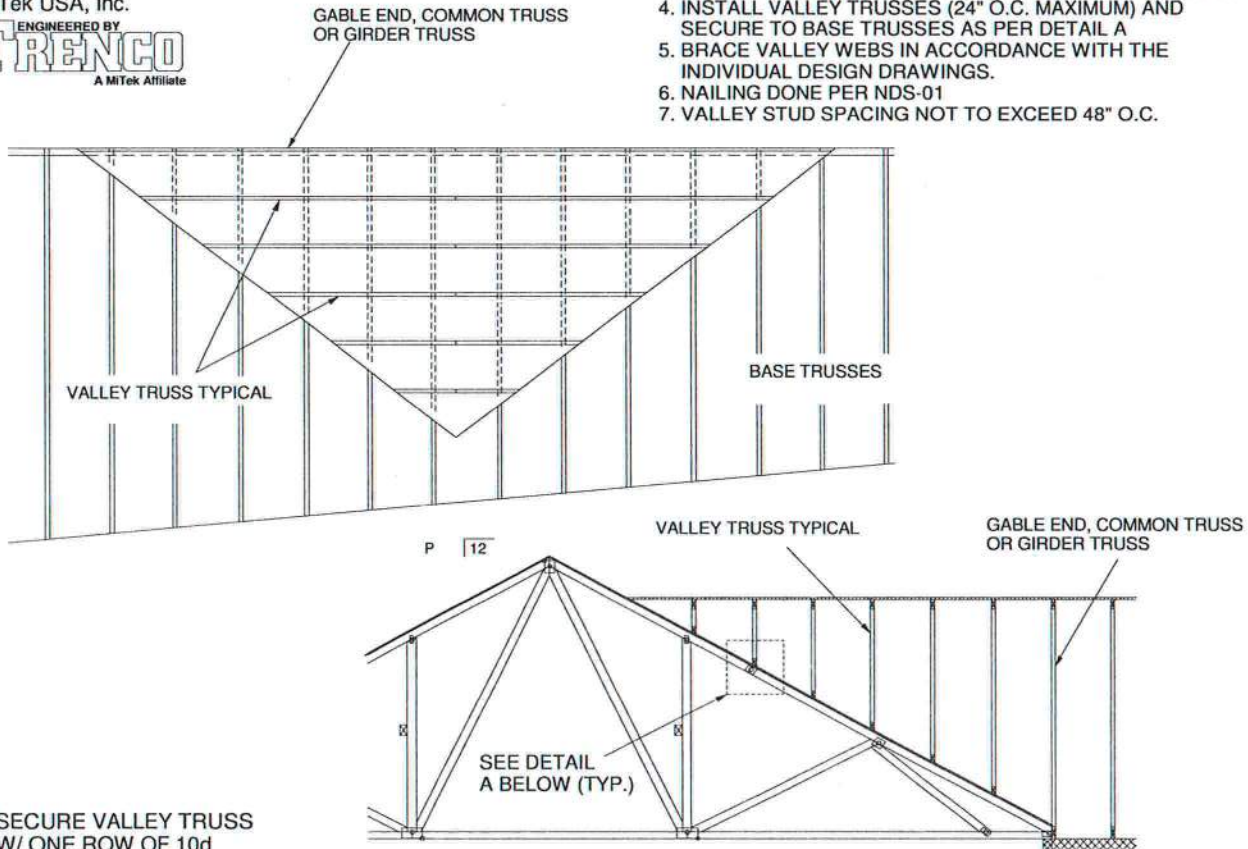 Tek USA, Inc.
ENGINEERED BY
TRENCO
A MiTek Affiliate
GABLE END, COMMON TRUSS
OR GIRDER TRUSS
4. INSTALL VALLEY TRUSSES (24" O.C. MAXIMUM) AND
SECURE TO BASE TRUSSES AS PER DETAIL A
5. BRACE VALLEY WEBS IN ACCORDANCE WITH THE
INDIVIDUAL DESIGN DRAWINGS.
6. NAILING DONE PER NDS-01
7. VALLEY STUD SPACING NOT TO EXCEED 48" O.C.
VALLEY TRUSS TYPICAL
BASE TRUSSES
P 12
VALLEY TRUSS TYPICAL
GABLE END, COMMON TRUSS
OR GIRDER TRUSS
SEE DETAIL
A BELOW (TYP.)
SECURE VALLEY TRUSS
W/ ONE ROW OF 10d